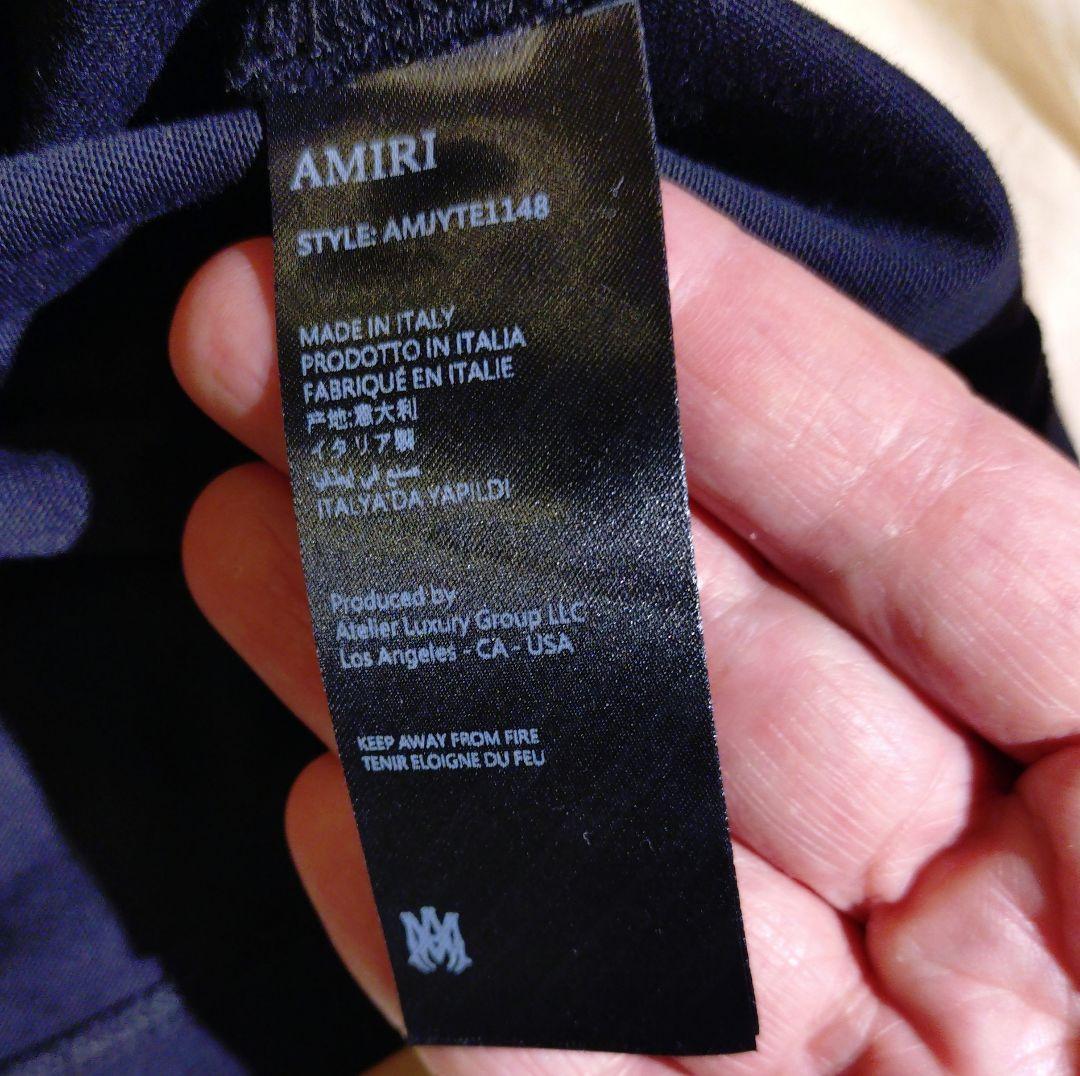 AMIRI
STYLE: AMJYTE1148
MADE IN ITALY
PRODOTTO IN ITALIA
FABRIQUÉ EN ITALIE
产地:意大利
イタリア製
ITALYA'DA YAPILDI
Produced by
Atelier Luxury Group LLC
Los Angeles - CA - USA
KEEP AWAY FROM FIRE
TENIR ELOIGNE DU FEU